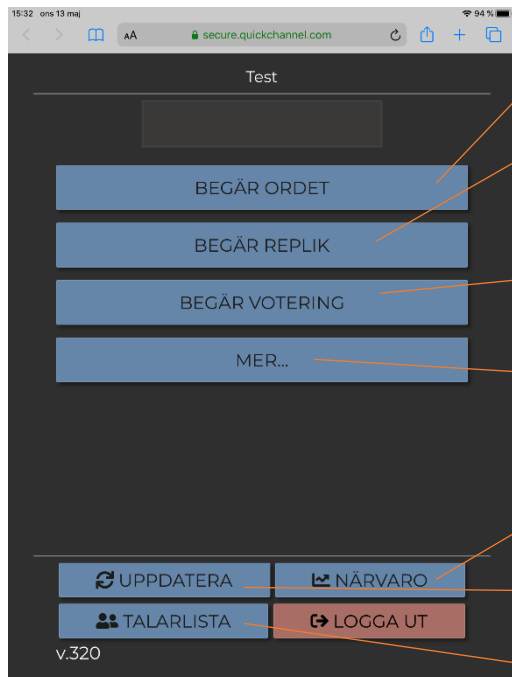 15:32 ons 13 maj 94 %
AA secure.quickchannel.com
Test
BEGÄR ORDET
BEGÄR REPLIK
BEGÄR VOTERING
MER...
UPPDATERA NÄRVARO
TALARLISTA LOGGA UT
v.320